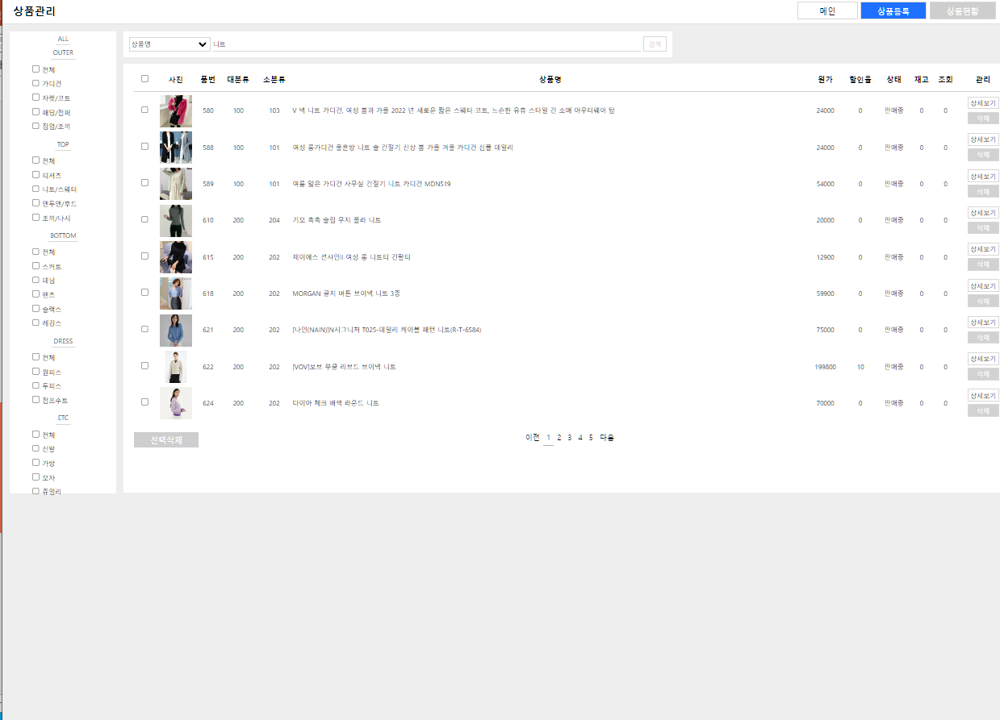 상품관리
메인
상품등록
상품현황
ALL
OUTER
전체
가디건
자켓/코트
패딩/점퍼
집업/조끼
TOP
전체
티셔츠
니트/스웨터
맨투맨/후드
조끼/나시
BOTTOM
전체
스커트
데님
팬츠
슬랙스
레깅스
DRESS
전체
원피스
투피스
점프수트
ETC
전체
신발
가방
모자
쥬얼리
상품명 니트 검색
사진 품번 대분류 소분류 상품명 원가 할인율 상태 재고 조회 관리
580 100 103 V 넥 니트 가디건, 여성 봄과 가을 2022 년 새로운 짧은 스웨터 코트, 느슨한 유휴 스타일 긴 소매 아우터웨어 탑 24000 0 판매중 0 0 상세보기 삭제
588 100 101 여성 롱가디건 울혼방 니트 숄 간절기 신상 봄 가을 겨울 카디건 심플 데일리 24000 0 판매중 0 0 상세보기 삭제
589 100 101 여름 얇은 가디건 사무실 간절기 니트 카디건 MDN519 54000 0 판매중 0 0 상세보기 삭제
610 200 204 기모 촉촉 슬림 무지 폴라 니트 20000 0 판매중 0 0 상세보기 삭제
615 200 202 제이에스 선샤인II 여성 롱 니트티 긴팔티 12900 0 판매중 0 0 상세보기 삭제
618 200 202 MORGAN 골지 버튼 브이넥 니트 3종 59900 0 판매중 0 0 상세보기 삭제
621 200 202 [나인(NAIN)]N시그니처 T025-데일리 케이블 패턴 니트(R-T-6584) 75000 0 판매중 0 0 상세보기 삭제
622 200 202 [VOV]보브 부클 리브드 브이넥 니트 199800 10 판매중 0 0 상세보기 삭제
624 200 202 다이아 체크 배색 라운드 니트 70000 0 판매중 0 0 상세보기 삭제
선택삭제
이전 1 2 3 4 5 다음